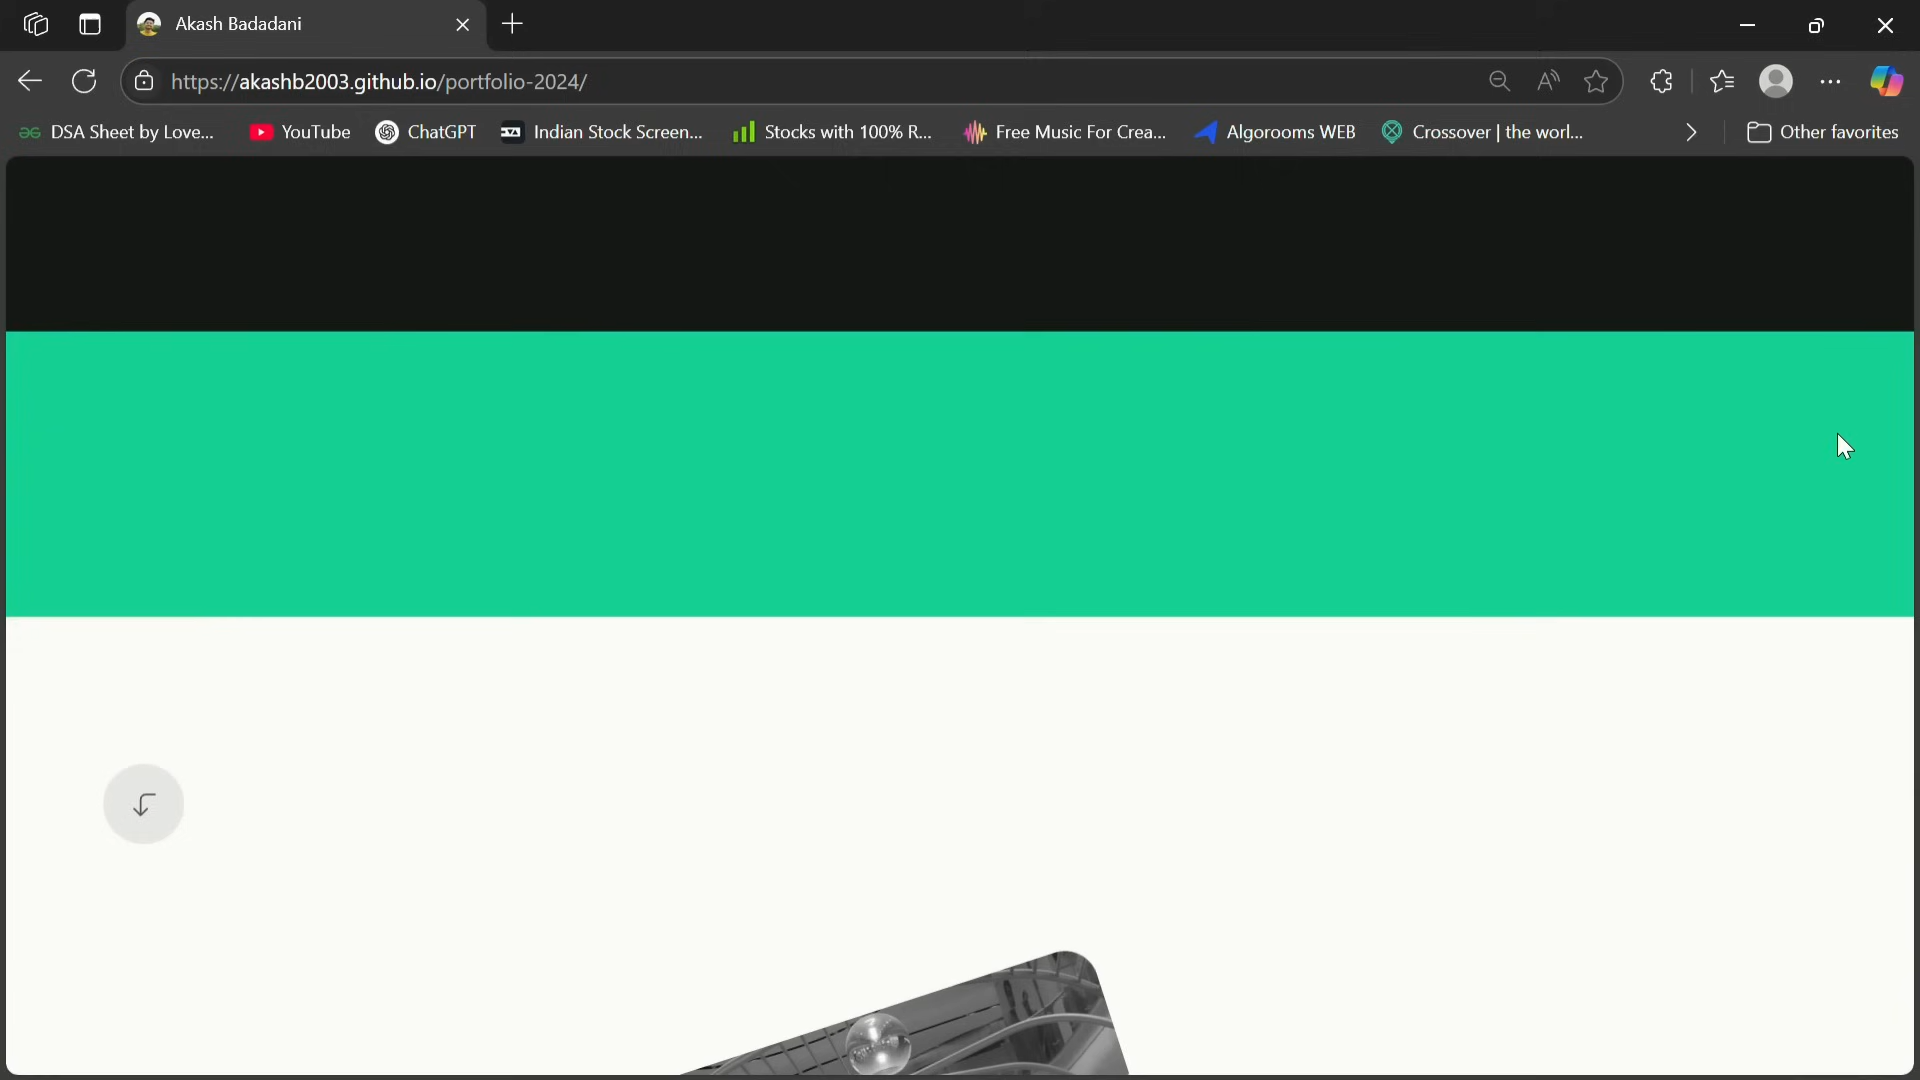 Akash Badadani
https://akashb2003.github.io/portfolio-2024/
DSA Sheet by Love... YouTube ChatGPT Indian Stock Screen... Stocks with 100% R... Free Music For Crea... Algorooms WEB Crossover | the worl... Other favorites